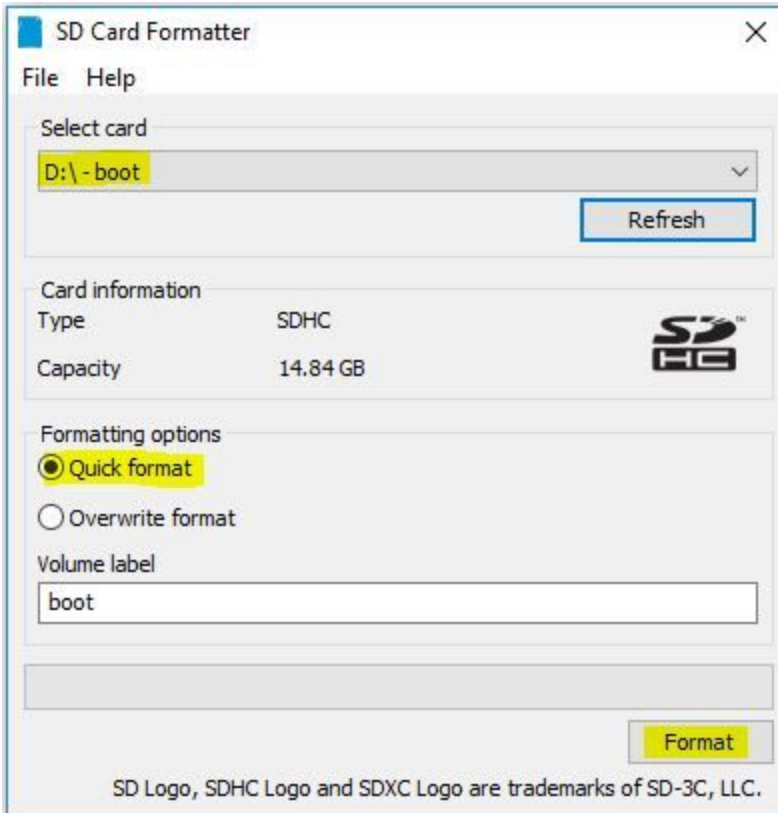 SD Card Formatter
File Help
Select card
D:\ - boot
Refresh
Card information
Type SDHC
SD™
HC
Capacity 14.84 GB
Formatting options
Quick format
Overwrite format
Volume label
boot
Format
SD Logo, SDHC Logo and SDXC Logo are trademarks of SD-3C, LLC.